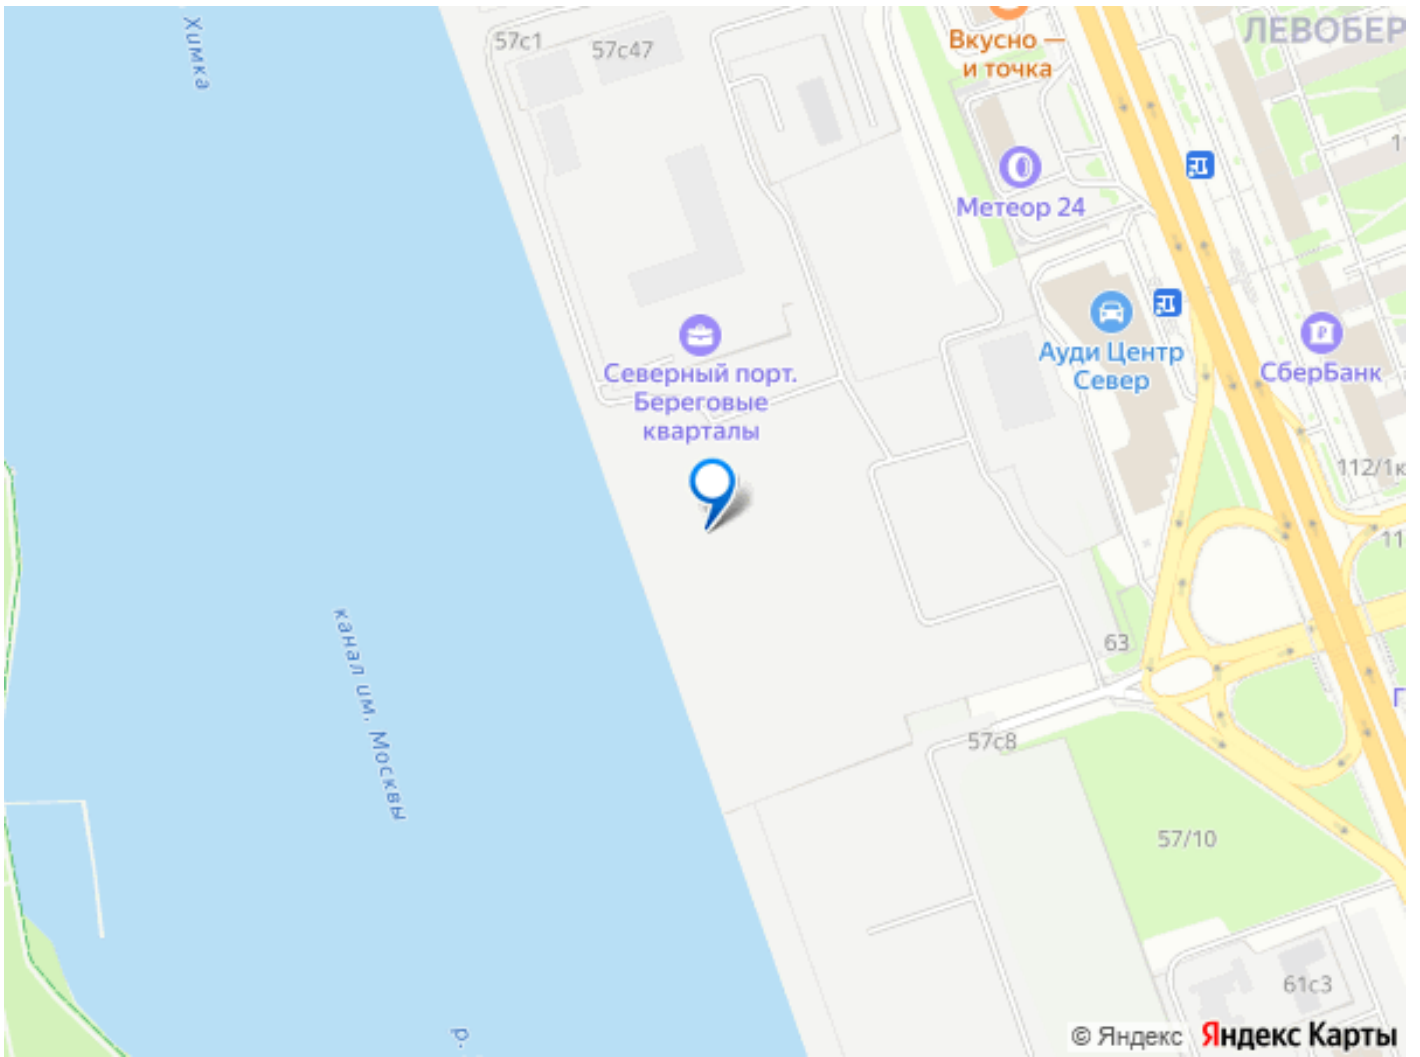 Химка
57с1
57с47
Вкусно —
и точка
ЛЕВОБЕР
Метеор 24
Ауди Центр
Север
СберБанк
Северный порт.
Береговые
кварталы
112/1к
11
63
канал им. Москвы
57с8
Г
57/10
61с3
р.
© Яндекс Яндекс Карты